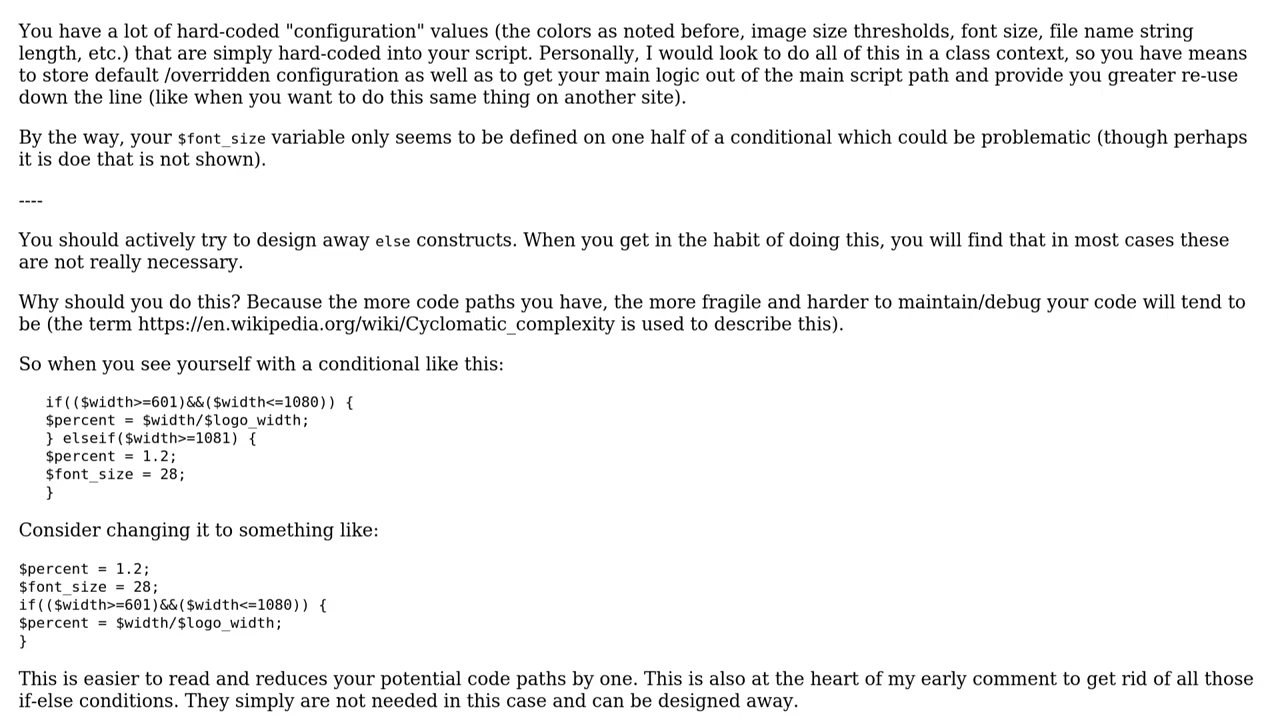 You have a lot of hard-coded "configuration" values (the colors as noted before, image size thresholds, font size, file name string
length, etc.) that are simply hard-coded into your script. Personally, I would look to do all of this in a class context, so you have means
to store default /overridden configuration as well as to get your main logic out of the main script path and provide you greater re-use
down the line (like when you want to do this same thing on another site).
By the way, your $font_size variable only seems to be defined on one half of a conditional which could be problematic (though perhaps
it is doe that is not shown).
----
You should actively try to design away else constructs. When you get in the habit of doing this, you will find that in most cases these
are not really necessary.
Why should you do this? Because the more code paths you have, the more fragile and harder to maintain/debug your code will tend to
be (the term https://en.wikipedia.org/wiki/Cyclomatic_complexity is used to describe this).
So when you see yourself with a conditional like this:
if(($width>=601)&&($width<=1080)) {
$percent = $width/$logo_width;
} elseif($width>=1081) {
$percent = 1.2;
$font_size = 28;
}
Consider changing it to something like:
$percent = 1.2;
$font_size = 28;
if(($width>=601)&&($width<=1080)) {
$percent = $width/$logo_width;
}
This is easier to read and reduces your potential code paths by one. This is also at the heart of my early comment to get rid of all those
if-else conditions. They simply are not needed in this case and can be designed away.